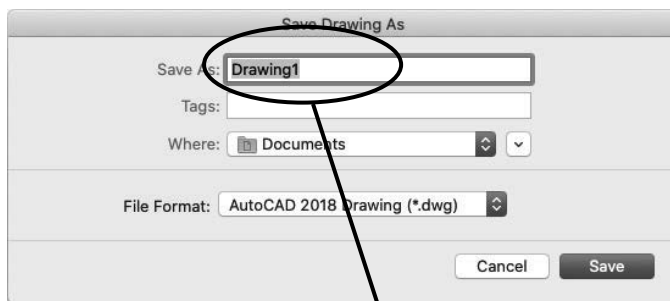 Save Drawing As
Save As: Drawing1
Tags:
Where: Documents
File Format: AutoCAD 2018 Drawing (*.dwg)
Cancel Save